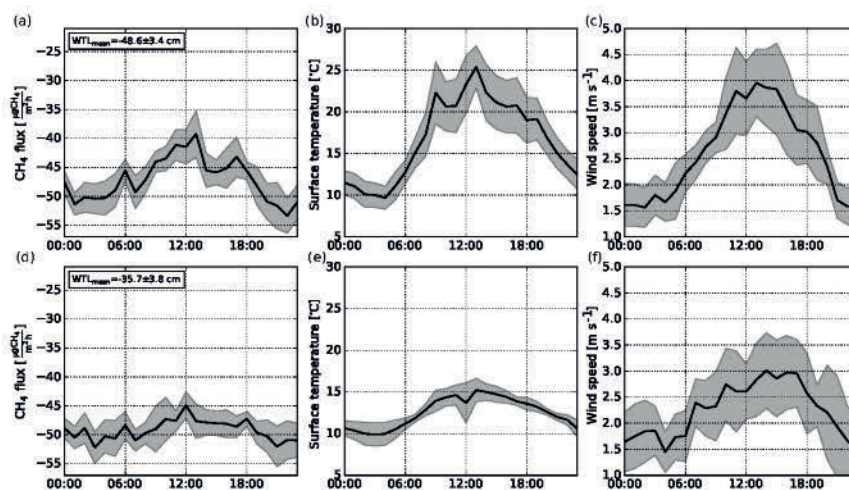 (a)
WTLmean=-48.6±3.4 cm
CH4 flux [μgCH4/m²h]
−25
−30
−35
−40
−45
−50
−55
00:00 06:00 12:00 18:00
(b)
Surface temperature [°C]
30
25
20
15
10
5
00:00 06:00 12:00 18:00
(c)
Wind speed [m s⁻¹]
5.0
4.5
4.0
3.5
3.0
2.5
2.0
1.5
1.0
00:00 06:00 12:00 18:00
(d)
WTLmean=-35.7±3.8 cm
CH4 flux [μgCH4/m²h]
−25
−30
−35
−40
−45
−50
−55
00:00 06:00 12:00 18:00
(e)
Surface temperature [°C]
30
25
20
15
10
5
00:00 06:00 12:00 18:00
(f)
Wind speed [m s⁻¹]
5.0
4.5
4.0
3.5
3.0
2.5
2.0
1.5
1.0
00:00 06:00 12:00 18:00